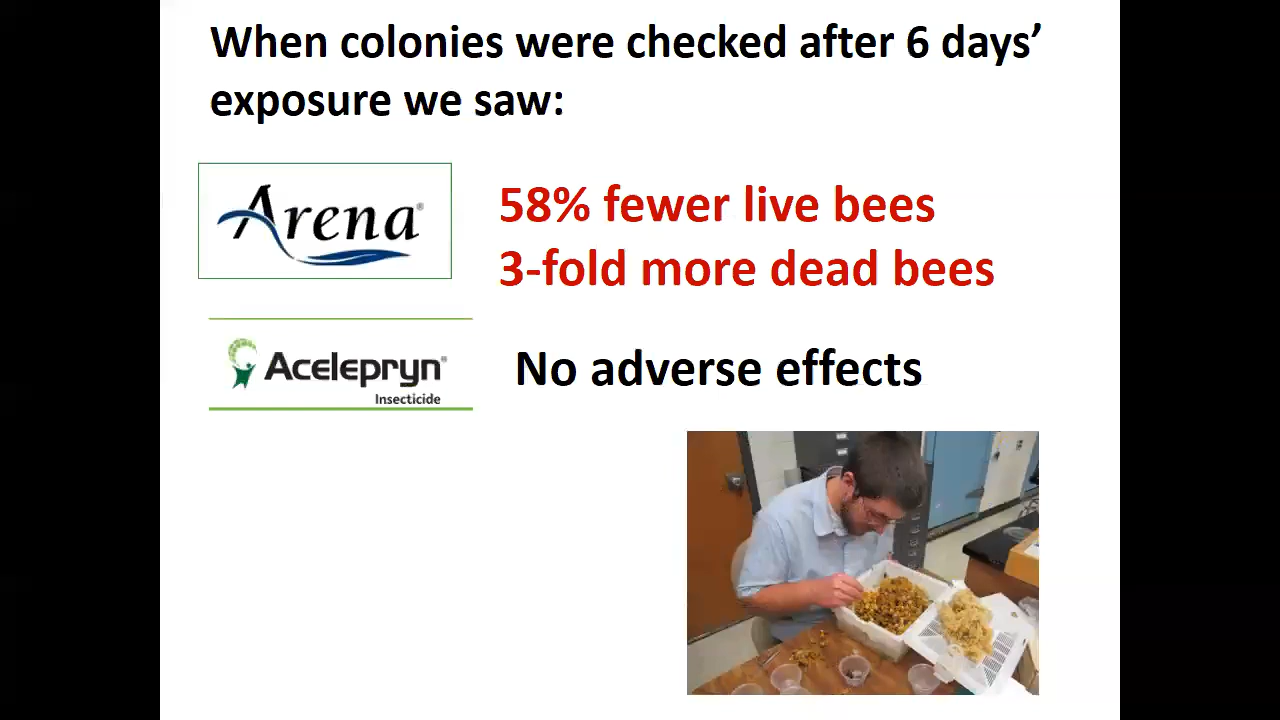 When colonies were checked after 6 days’
exposure we saw:
Arena®
58% fewer live bees
3-fold more dead bees
Acelepryn®
Insecticide
No adverse effects